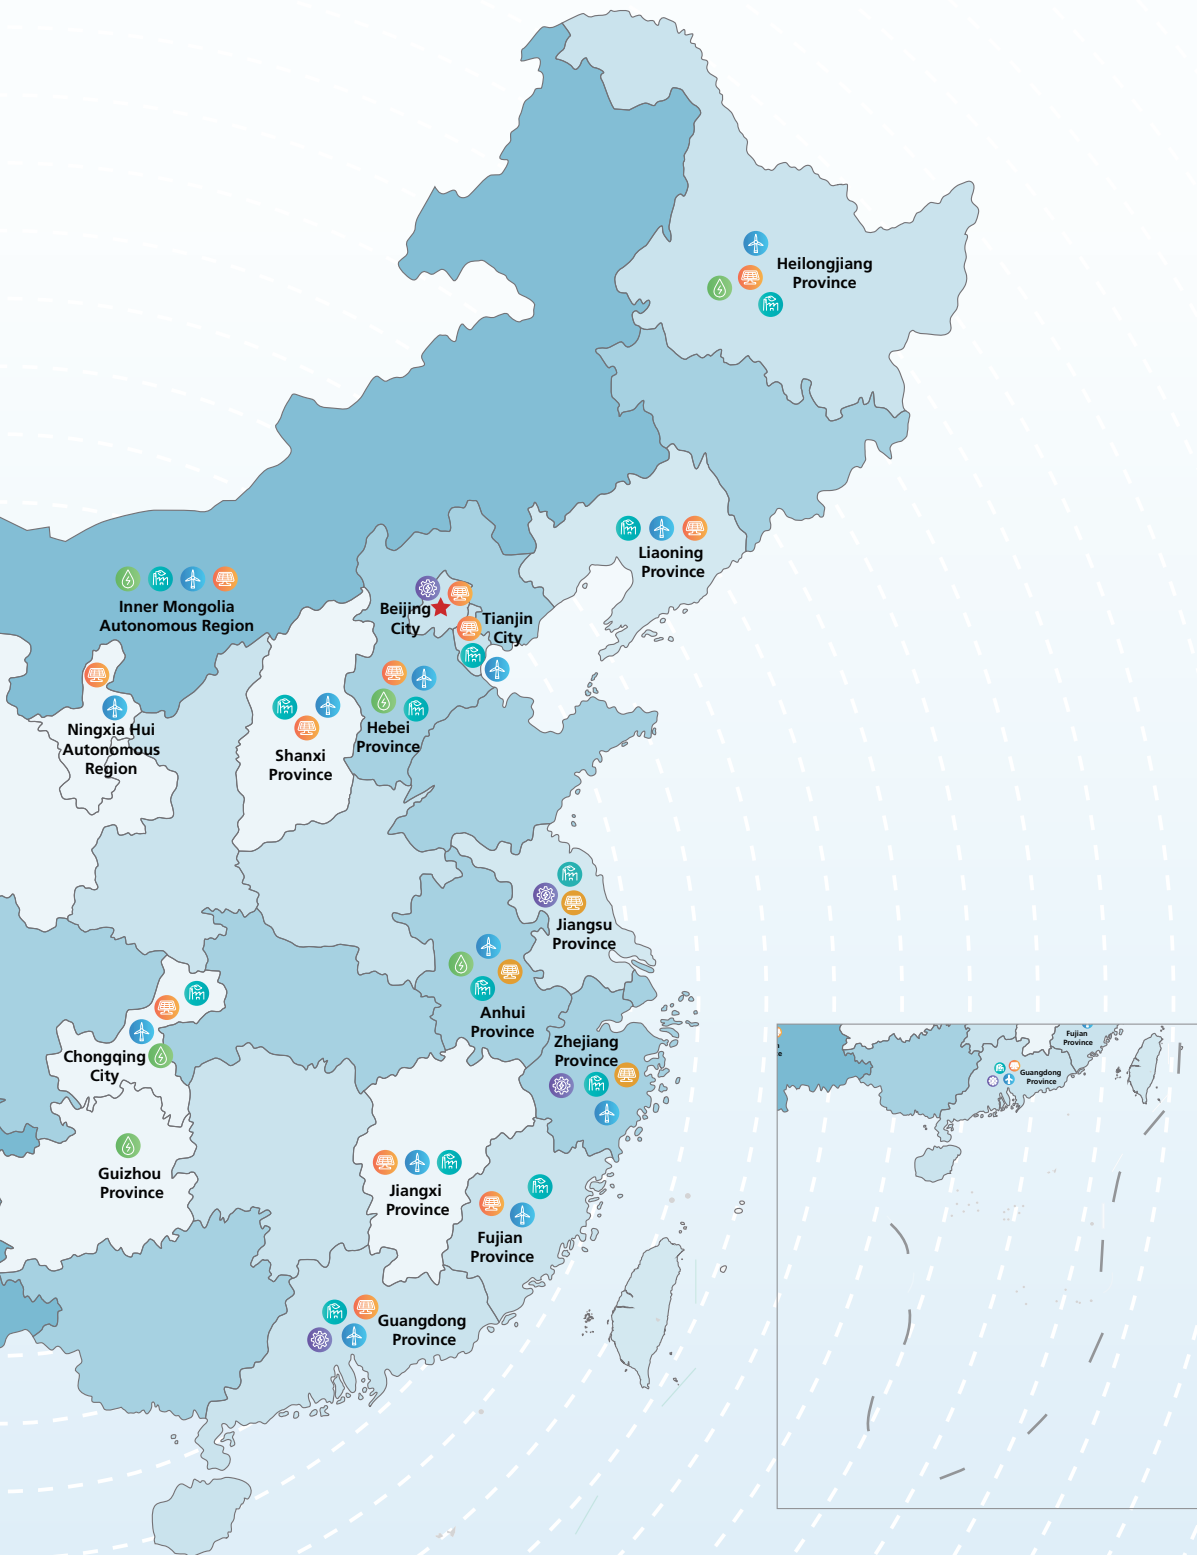 Heilongjiang
Province
Liaoning
Province
Inner Mongolia
Autonomous Region
Beijing
City
Tianjin
City
Ningxia Hui
Autonomous
Region
Shanxi
Province
Hebei
Province
Jiangsu
Province
Anhui
Province
Zhejiang
Province
Chongqing
City
Guizhou
Province
Jiangxi
Province
Fujian
Province
Guangdong
Province
Fujian
Province
Guangdong
Province